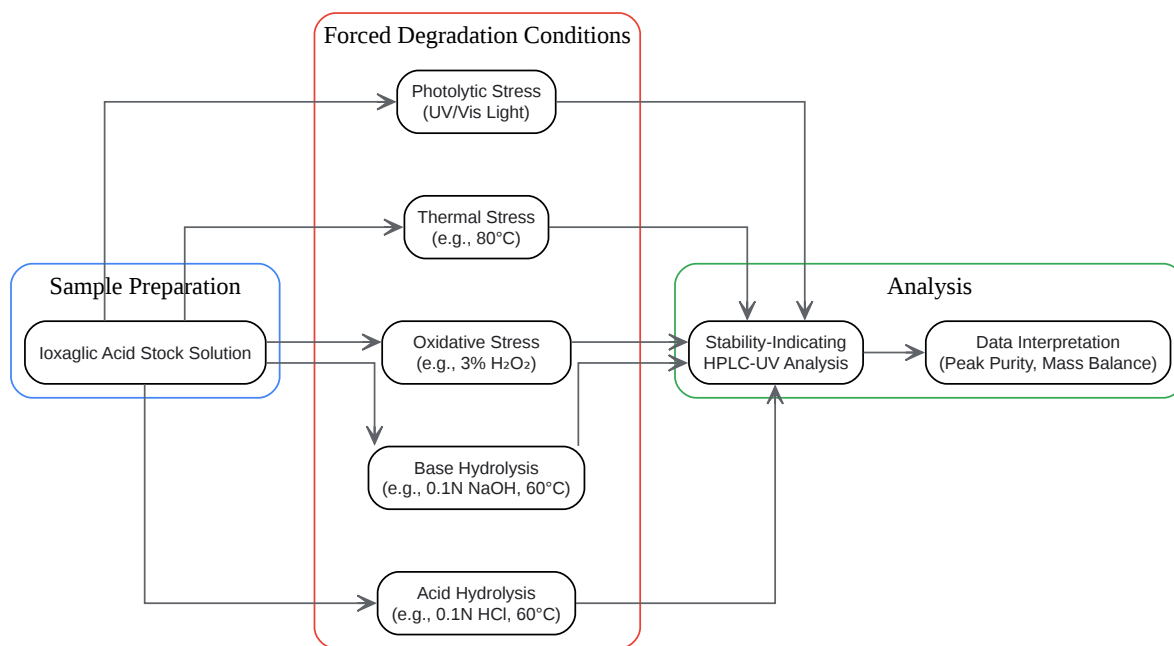 Forced Degradation Conditions
Photolytic Stress
(UV/Vis Light)
Thermal Stress
(e.g., 80°C)
Sample Preparation
Ioxaglic Acid Stock Solution
Oxidative Stress
(e.g., 3% H₂O₂)
Base Hydrolysis
(e.g., 0.1N NaOH, 60°C)
Acid Hydrolysis
(e.g., 0.1N HCl, 60°C)
Analysis
Stability-Indicating
HPLC-UV Analysis
Data Interpretation
(Peak Purity, Mass Balance)